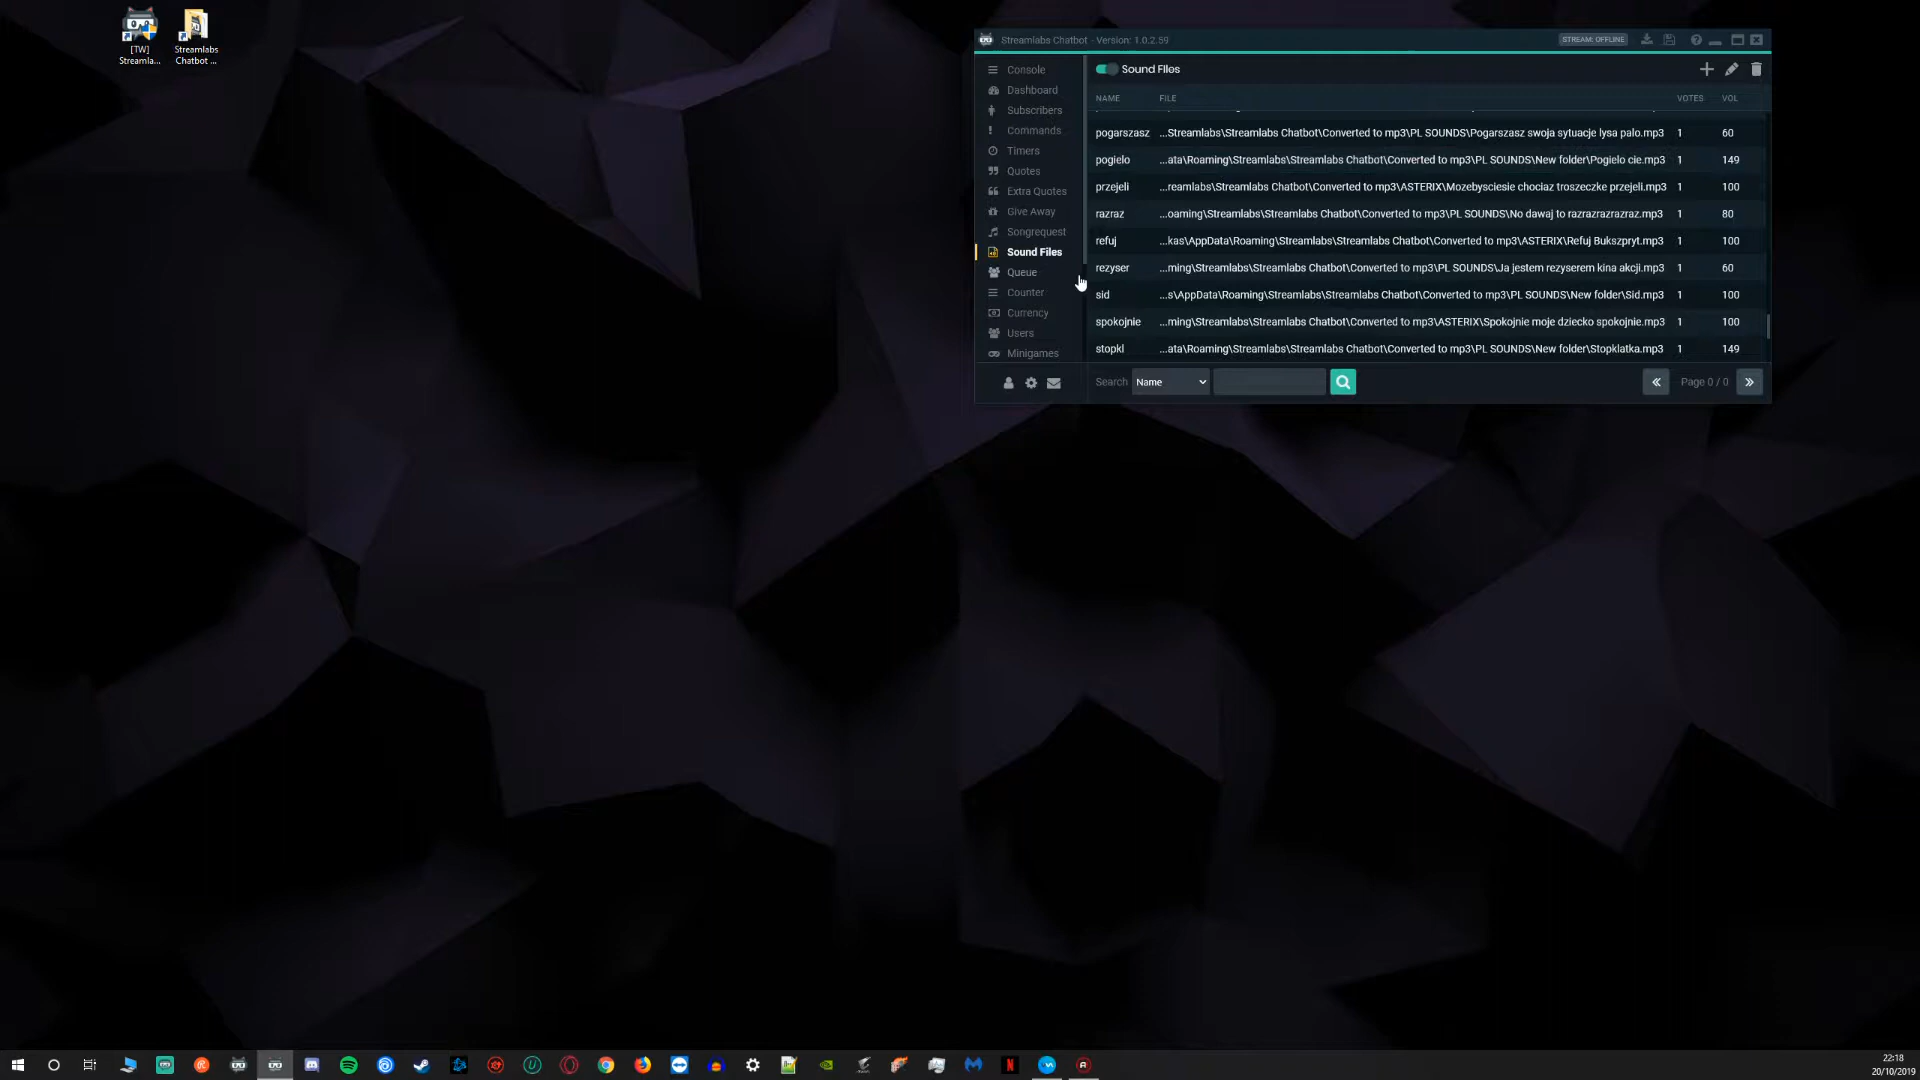 [TW]
Streamla...
Streamlabs
Chatbot ...
Streamlabs Chatbot - Version: 1.0.2.59
STREAM: OFFLINE
Console
Dashboard
Subscribers
Commands
Timers
Quotes
Extra Quotes
Give Away
Songrequest
Sound Files
Queue
Counter
Currency
Users
Minigames
Sound Files
NAME FILE VOTES VOL
pogarszasz ...Streamlabs\Streamlabs Chatbot\Converted to mp3\PL SOUNDS\Pogarszasz swoja sytuacje lysa palo.mp3 1 60
pogielo ...ata\Roaming\Streamlabs\Streamlabs Chatbot\Converted to mp3\PL SOUNDS\New folder\Pogielo cie.mp3 1 149
przejeli ...reamlabs\Streamlabs Chatbot\Converted to mp3\ASTERIX\Mozebysciesie chociaz troszeczke przejeli.mp3 1 100
razraz ...oaming\Streamlabs\Streamlabs Chatbot\Converted to mp3\PL SOUNDS\No dawaj to razrazrazrazraz.mp3 1 80
refuj ...kas\AppData\Roaming\Streamlabs\Streamlabs Chatbot\Converted to mp3\ASTERIX\Refuj Bukszpryt.mp3 1 100
rezyser ...ming\Streamlabs\Streamlabs Chatbot\Converted to mp3\PL SOUNDS\Ja jestem rezyserem kina akcji.mp3 1 60
sid ...s\AppData\Roaming\Streamlabs\Streamlabs Chatbot\Converted to mp3\PL SOUNDS\New folder\Sid.mp3 1 100
spokojnie ...ming\Streamlabs\Streamlabs Chatbot\Converted to mp3\ASTERIX\Spokojnie moje dziecko spokojnie.mp3 1 100
stopkl ...ata\Roaming\Streamlabs\Streamlabs Chatbot\Converted to mp3\PL SOUNDS\New folder\Stopklatka.mp3 1 149
Search Name Page 0 / 0
22:18
20/10/2019